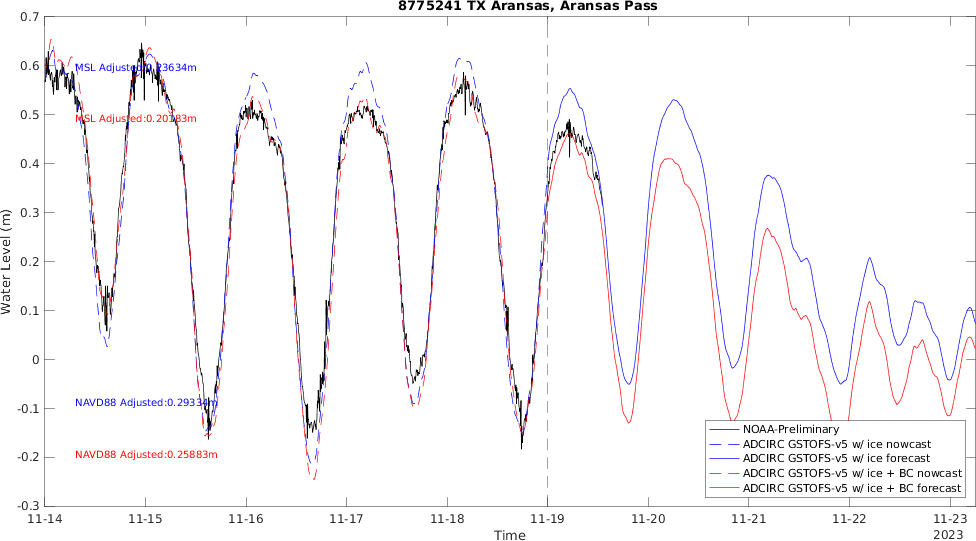 8775241 TX Aransas, Aransas Pass
0.7
0.6
0.5
0.4
0.3
0.2
0.1
0
-0.1
-0.2
-0.3
Water Level (m)
MSL Adjusted:0.23634m
MSL Adjusted:0.20183m
NAVD88 Adjusted:0.29334m
NAVD88 Adjusted:0.25883m
NOAA-Preliminary
ADCIRC GSTOFS-v5 w/ ice nowcast
ADCIRC GSTOFS-v5 w/ ice forecast
ADCIRC GSTOFS-v5 w/ ice + BC nowcast
ADCIRC GSTOFS-v5 w/ ice + BC forecast
11-14 11-15 11-16 11-17 11-18 11-19 11-20 11-21 11-22 11-23
Time
2023